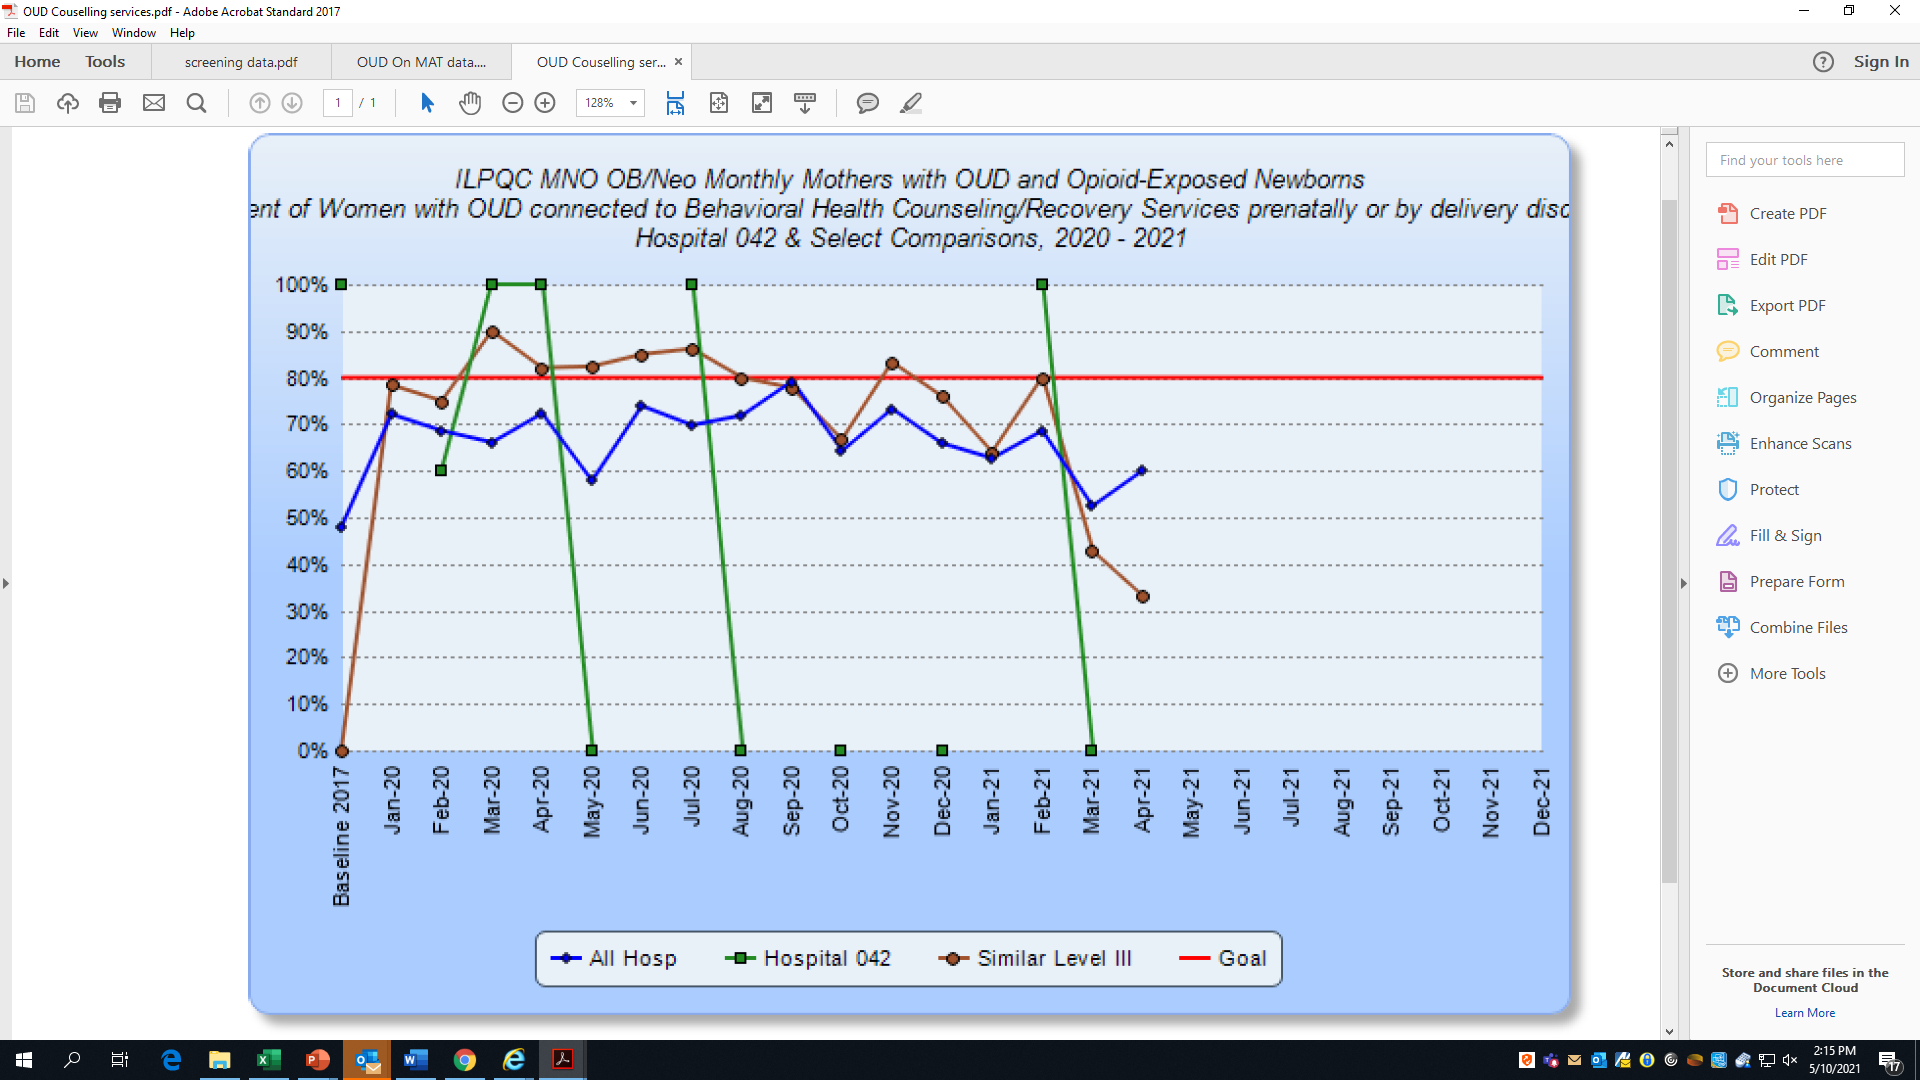 OUD Couselling services.pdf - Adobe Acrobat Standard 2017
File Edit View Window Help
Home Tools screening data.pdf OUD On MAT data.... OUD Couselling ser... × Sign In
1 / 1 128%
Find your tools here
Create PDF
Edit PDF
Export PDF
Comment
Organize Pages
Enhance Scans
Protect
Fill & Sign
Prepare Form
Combine Files
More Tools
Store and share files in the
Document Cloud
Learn More
ILPQC MNO OB/Neo Monthly Mothers with OUD and Opioid-Exposed Newborns
ent of Women with OUD connected to Behavioral Health Counseling/Recovery Services prenatally or by delivery disc
Hospital 042 & Select Comparisons, 2020 - 2021
100%
90%
80%
70%
60%
50%
40%
30%
20%
10%
0%
Baseline 2017
Jan-20
Feb-20
Mar-20
Apr-20
May-20
Jun-20
Jul-20
Aug-20
Sep-20
Oct-20
Nov-20
Dec-20
Jan-21
Feb-21
Mar-21
Apr-21
May-21
Jun-21
Jul-21
Aug-21
Sep-21
Oct-21
Nov-21
Dec-21
All Hosp Hospital 042 Similar Level III Goal
2:15 PM
5/10/2021
17